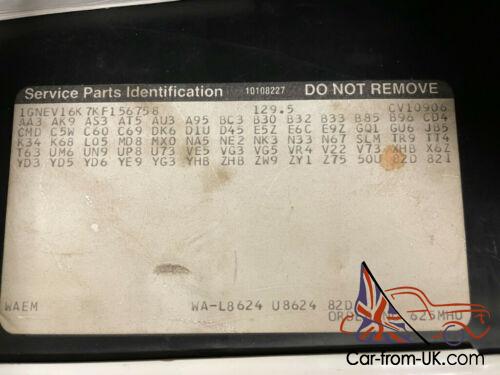 Service Parts Identification 10108227 DO NOT REMOVE
1GNEV16K7KF156758 129.5 CV10906
AA3 AK9 AS3 AT5 AU3 A95 BC3 B30 B32 B33 B85 B96 CD4
CMD C5W C60 C69 DK6 D1U D45 E5Z E6C E9Z GQ1 GU6 JB5
K34 K68 L05 MD8 MX0 NA5 NE2 NK3 N33 N67 SLM TR9 TT4
T63 UM6 UN9 UP8 U73 VE5 VG3 VG5 VR4 V22 V73 XHB X6Z
YD3 YD5 YD6 YE9 YG3 YHB ZHB ZW9 ZY1 Z75 50U 82D 82I
WAEM WA-L8624 U8624 82D
625MHU
Car-from-UK.com